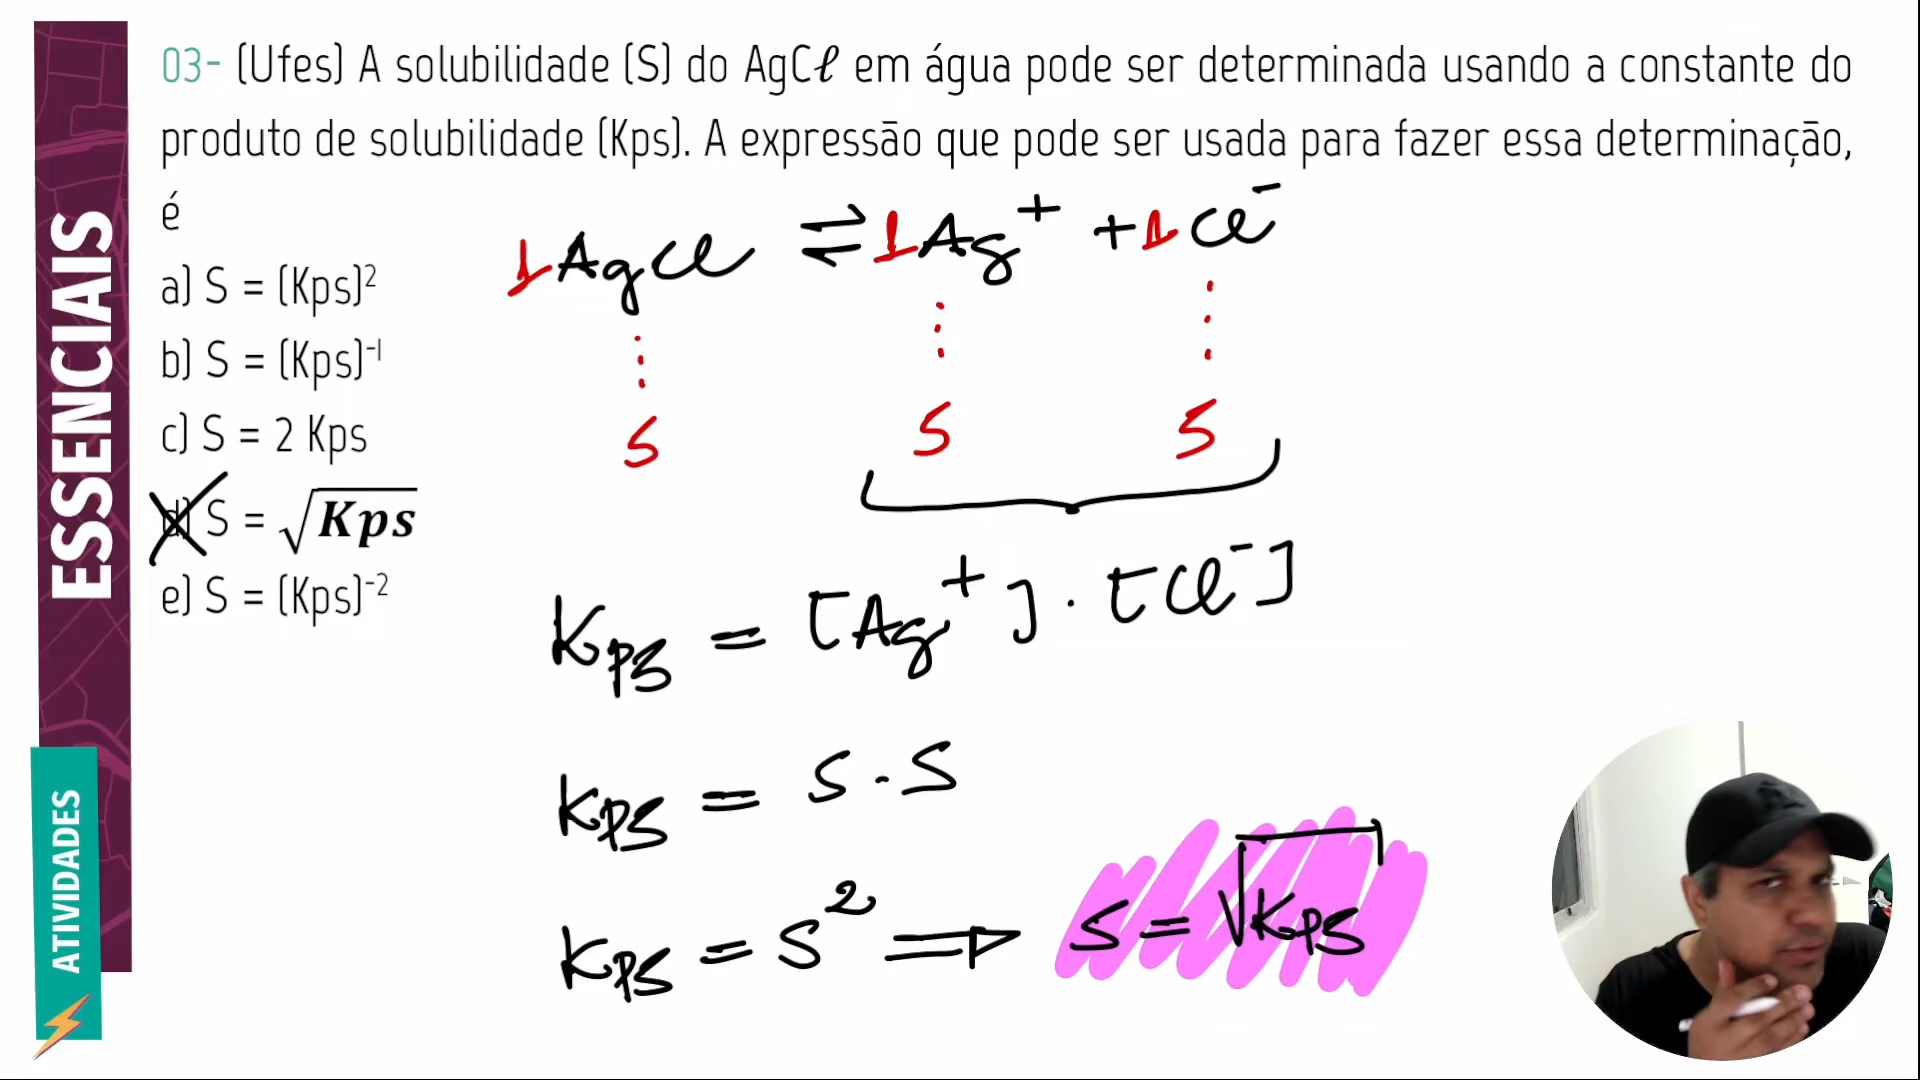 ESSENCIAIS
ATIVIDADES
03- (Ufes) A solubilidade (S) do AgCℓ em água pode ser determinada usando a constante do
produto de solubilidade (Kps). A expressão que pode ser usada para fazer essa determinação,
é
a) S = (Kps)²
b) S = (Kps)⁻¹
c) S = 2 Kps
d) S = √Kps
e) S = (Kps)⁻²
1AgCl ⇌ 1Ag⁺ + 1Cl⁻
S S S
Kps = [Ag⁺] . [Cl⁻]
Kps = S . S
Kps = S² ⇒ S = √Kps